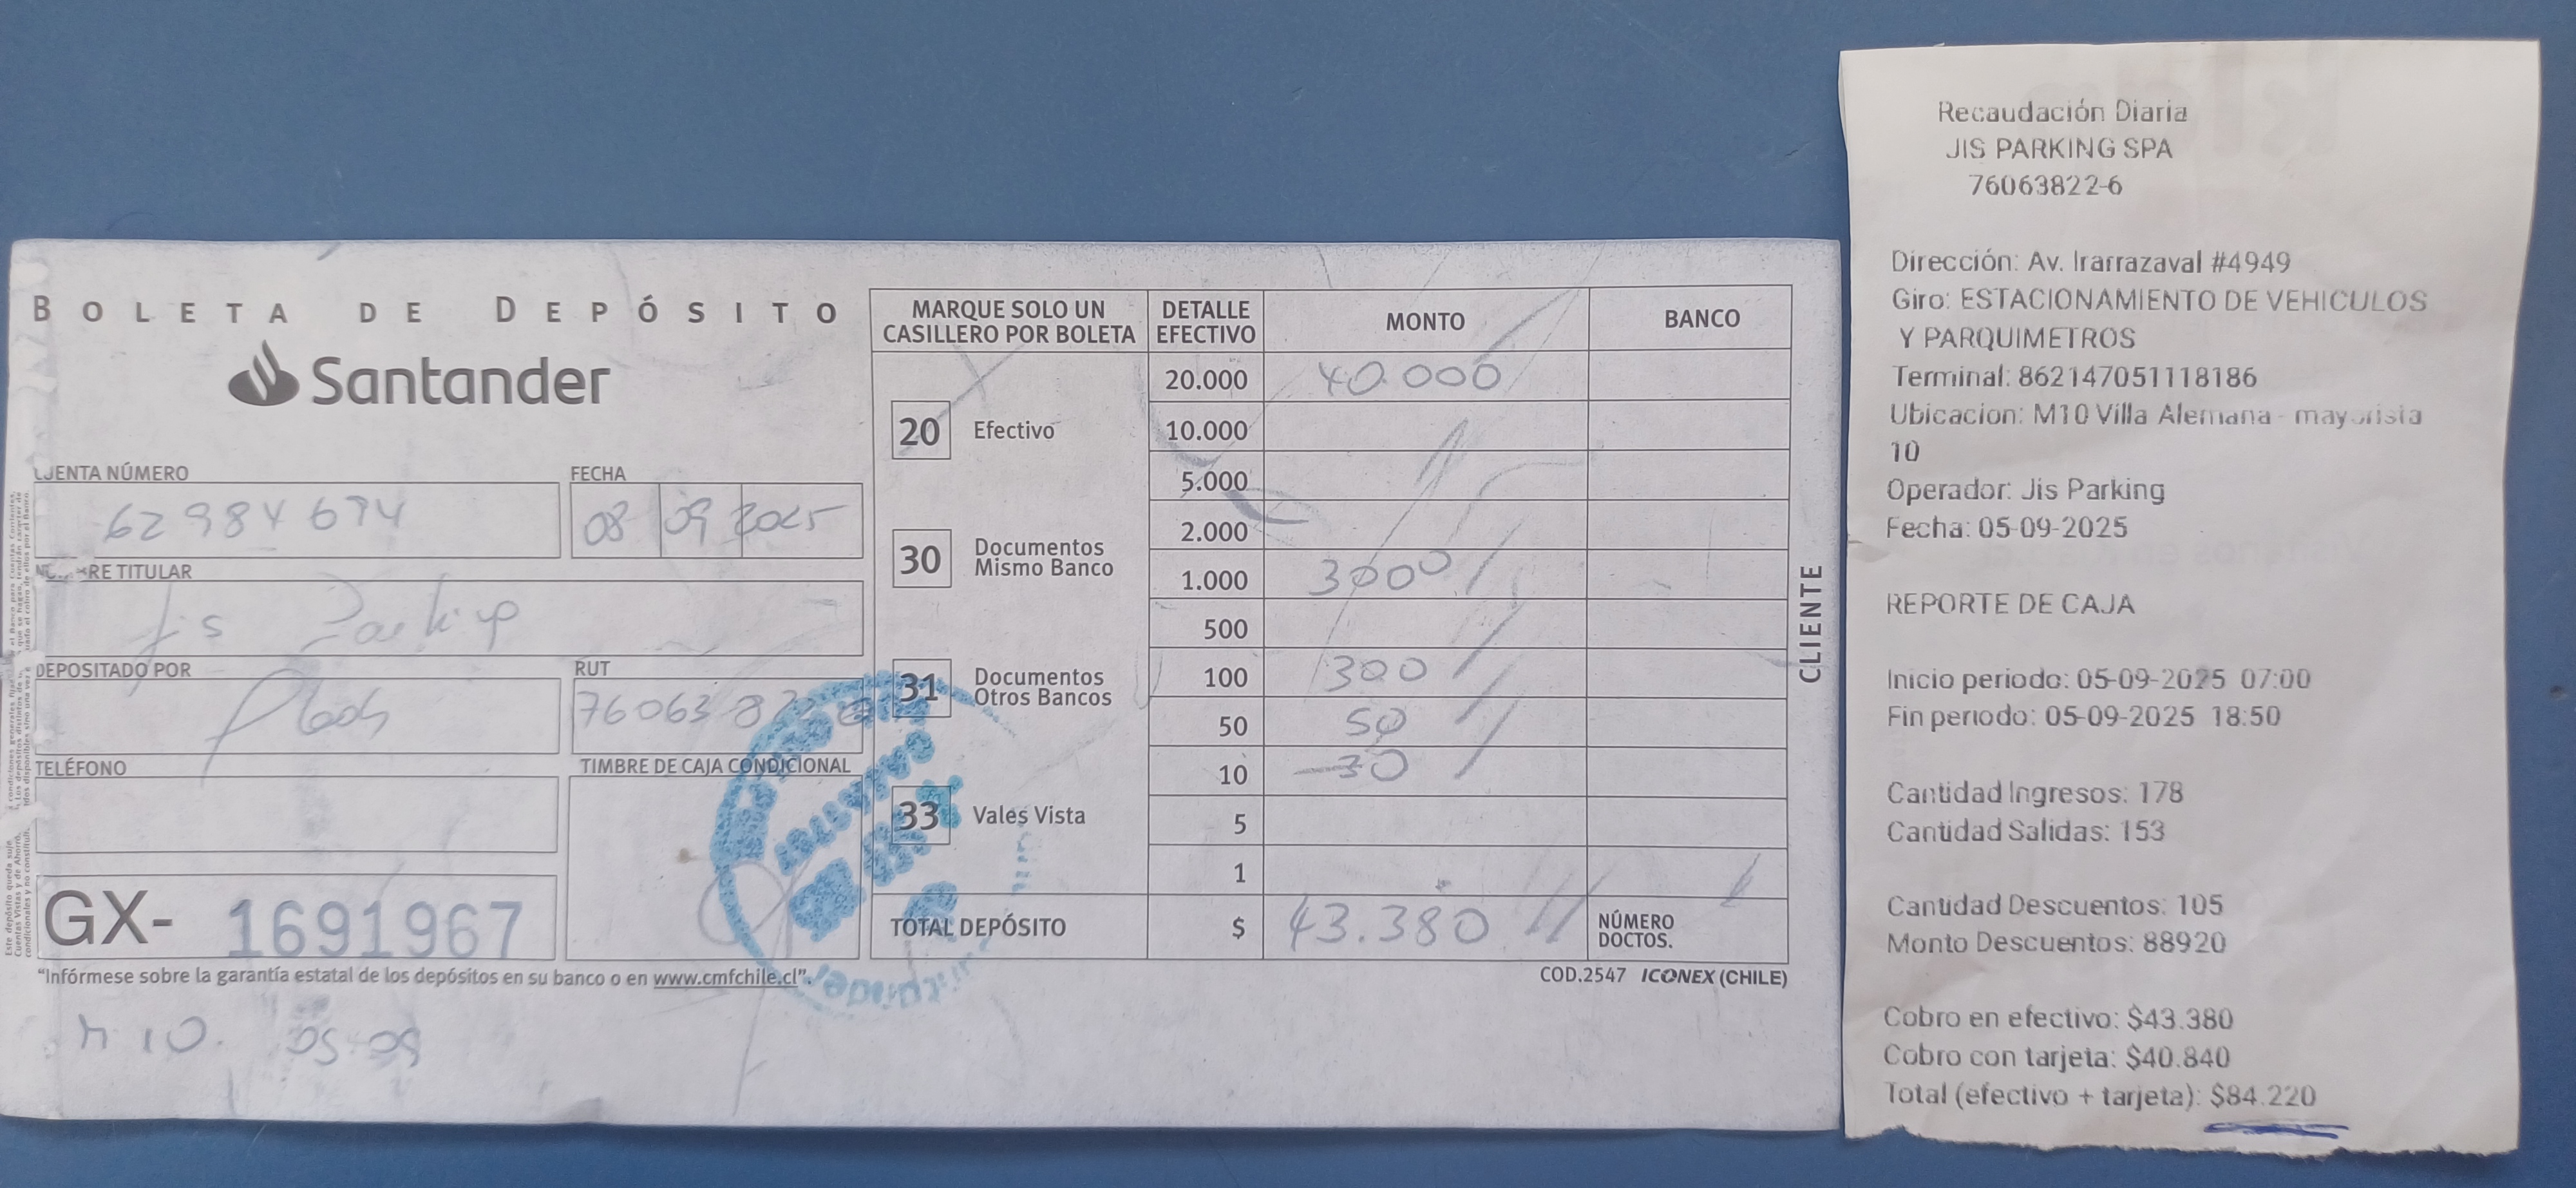 BOLETA DE DEPÓSITO
Santander
CUENTA NÚMERO
62984674
FECHA
08 09 2025
NOMBRE TITULAR
Jis Parking
DEPOSITADO POR
RUT
76063822-6
TELÉFONO
TIMBRE DE CAJA CONDICIONAL
GX- 1691967
"Infórmese sobre la garantía estatal de los depósitos en su banco o en www.cmfchile.cl".
M 10. 05-09
MARQUE SOLO UN CASILLERO POR BOLETA
20 Efectivo
30 Documentos Mismo Banco
31 Documentos Otros Bancos
33 Vales Vista
DETALLE EFECTIVO MONTO BANCO
20.000 40.000
10.000
5.000
2.000
1.000 3000
500
100 300
50 50
10 30
5
1
TOTAL DEPÓSITO $ 43.380 NÚMERO DOCTOS.
COD.2547 ICONEX (CHILE)
CLIENTE
Recaudación Diaria
JIS PARKING SPA
76063822-6
Dirección: Av. Irarrazaval #4949
Giro: ESTACIONAMIENTO DE VEHICULOS
Y PARQUIMETROS
Terminal: 862147051118186
Ubicacion: M10 Villa Alemana - mayorista
10
Operador: Jis Parking
Fecha: 05-09-2025
REPORTE DE CAJA
Inicio periodo: 05-09-2025 07:00
Fin periodo: 05-09-2025 18:50
Cantidad Ingresos: 178
Cantidad Salidas: 153
Cantidad Descuentos: 105
Monto Descuentos: 88920
Cobro en efectivo: $43.380
Cobro con tarjeta: $40.840
Total (efectivo + tarjeta): $84.220